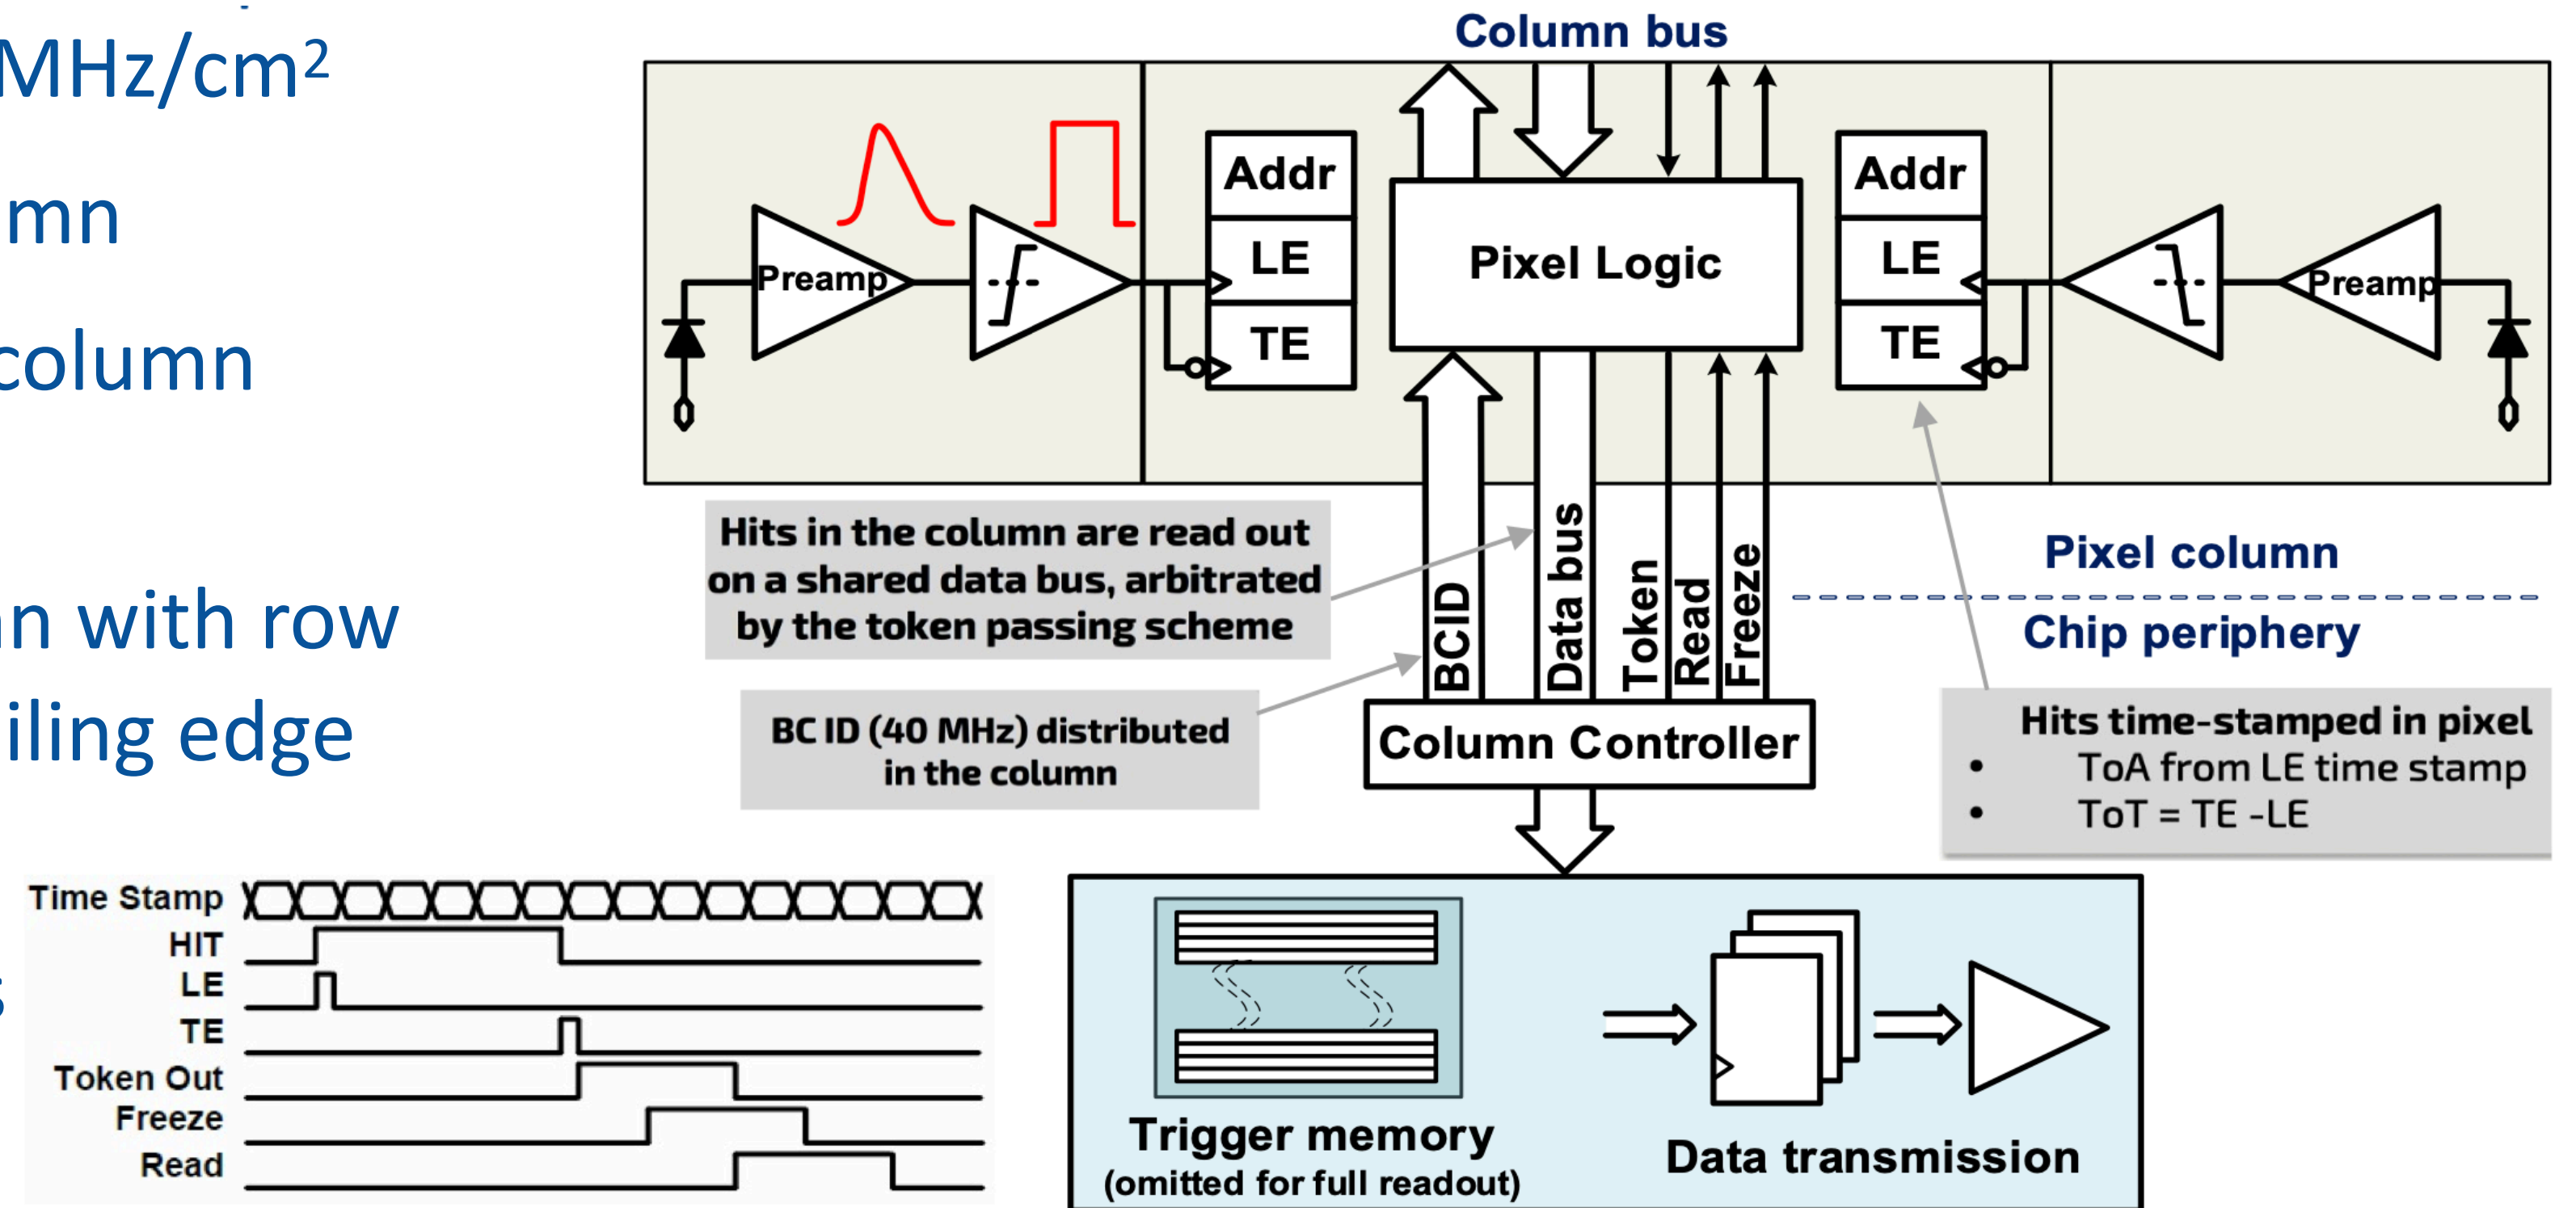 MHz/cm²
mn
column
n with row
iling edge
s
Column bus
Preamp
Addr
LE
TE
Pixel Logic
Addr
LE
TE
Preamp
Hits in the column are read out
on a shared data bus, arbitrated
by the token passing scheme
BC ID (40 MHz) distributed
in the column
BCID
Data bus
Token
Read
Freeze
Pixel column
Chip periphery
Column Controller
Hits time-stamped in pixel
• ToA from LE time stamp
• ToT = TE -LE
Time Stamp
HIT
LE
TE
Token Out
Freeze
Read
Trigger memory
(omitted for full readout)
Data transmission